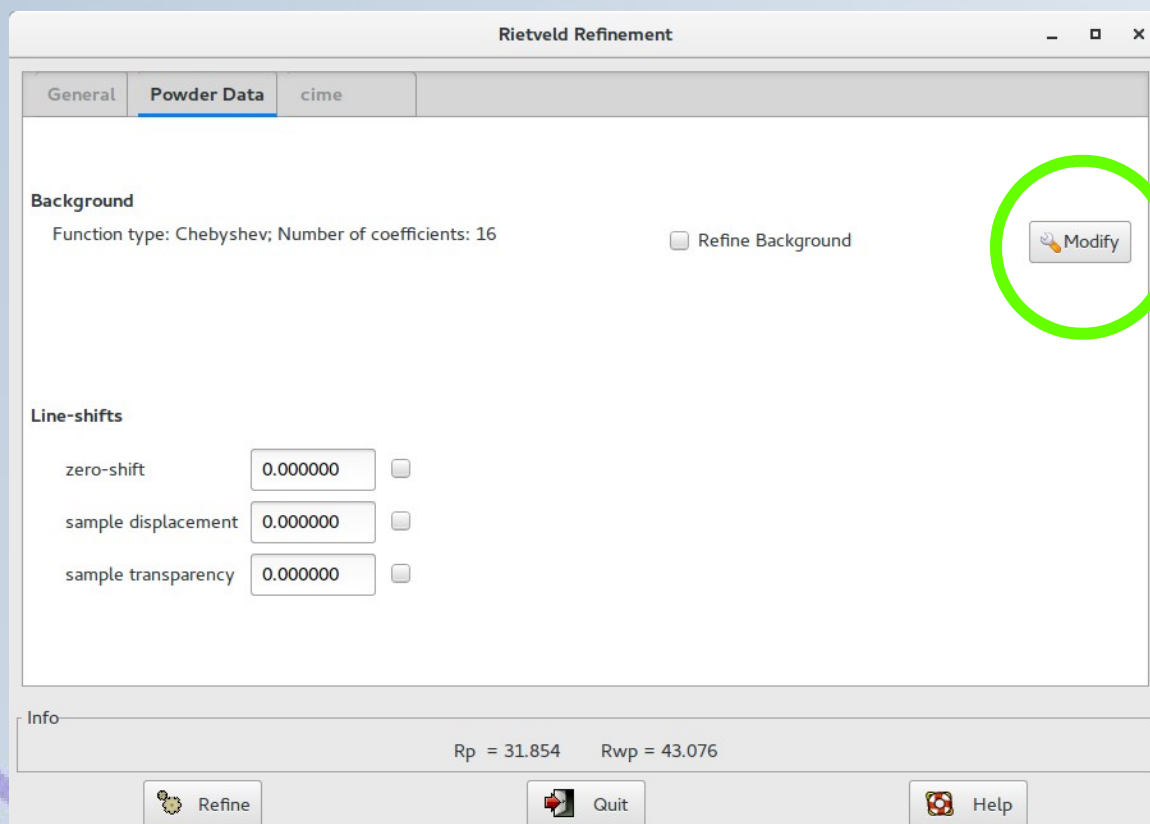 Rietveld Refinement
General Powder Data cime
Background
Function type: Chebyshev; Number of coefficients: 16
Refine Background
Modify
Line-shifts
zero-shift 0.000000
sample displacement 0.000000
sample transparency 0.000000
Info
Rp = 31.854 Rwp = 43.076
Refine Quit Help